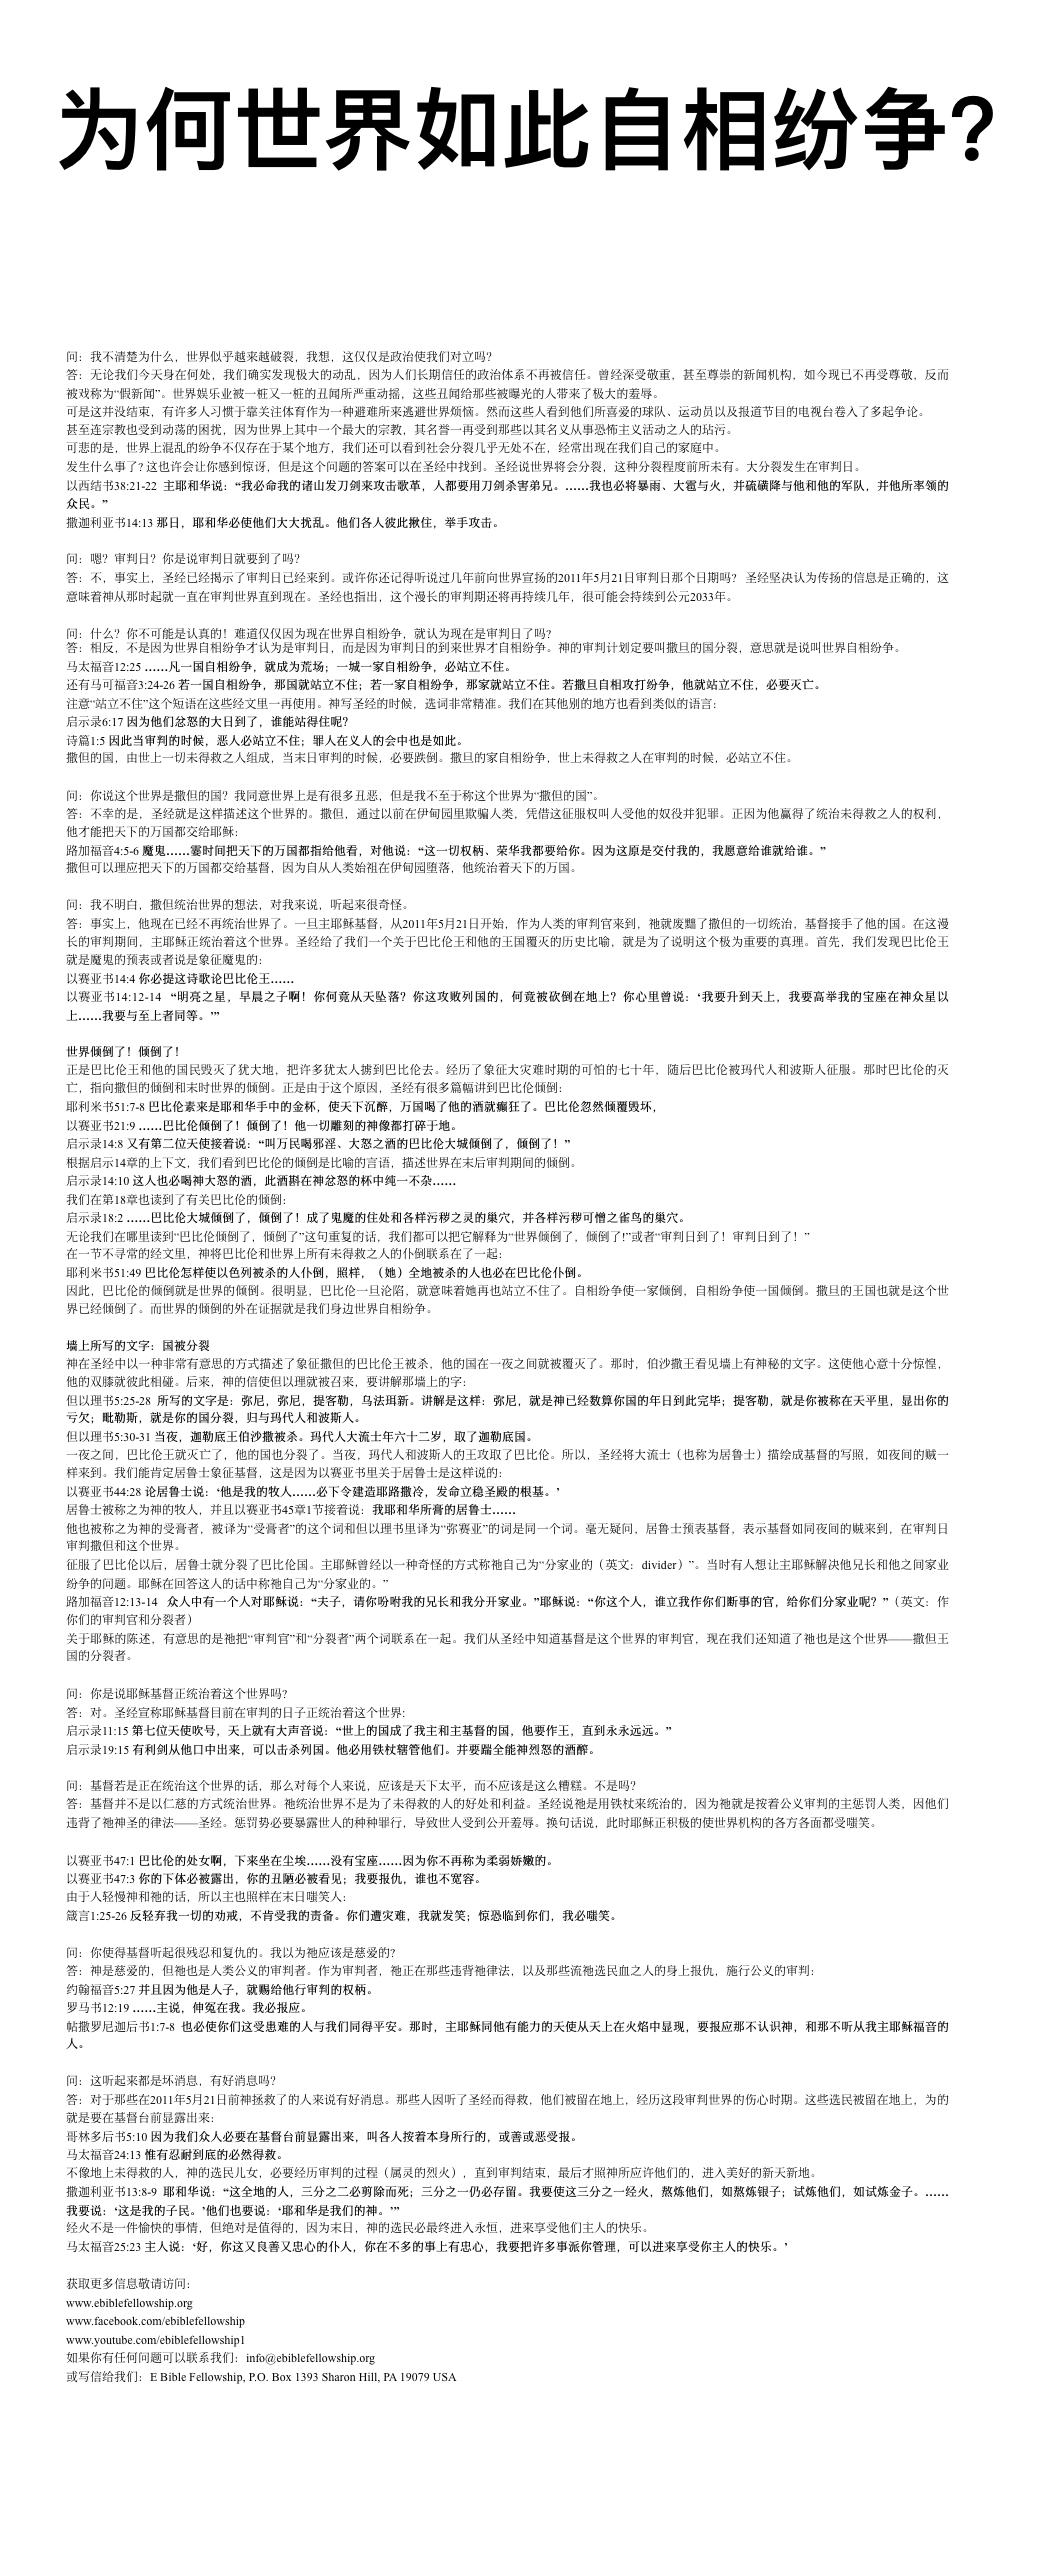 为何世界如此自相纷争?
问：我不清楚为什么，世界似乎越来越破裂，我想，这仅仅是政治使我们对立吗?
答：无论我们今天身在何处，我们确实发现极大的动乱，因为人们长期信任的政治体系不再被信任。曾经深受敬重，甚至尊崇的新闻机构，如今现已不再受尊敬，反而
被戏称为“假新闻”。世界娱乐业被一桩又一桩的丑闻所严重动摇，这些丑闻给那些被曝光的人带来了极大的羞辱。
可是这并没结束，有许多人习惯于靠关注体育作为一种避难所来逃避世界烦恼。然而这些人看到他们所喜爱的球队、运动员以及报道节目的电视台卷入了多起争论。
甚至连宗教也受到动荡的困扰，因为世界上其中一个最大的宗教，其名誉一再受到那些以其名义从事恐怖主义活动之人的玷污。
可悲的是，世界上混乱的纷争不仅存在于某个地方，我们还可以看到社会分裂几乎无处不在，经常出现在我们自己的家庭中。
发生什么事了? 这也许会让你感到惊讶，但是这个问题的答案可以在圣经中找到。圣经说世界将会分裂，这种分裂程度前所未有。大分裂发生在审判日。
以西结书38:21-22 主耶和华说：“我必命我的诸山发刀剑来攻击歌革，人都要用刀剑杀害弟兄。……我也必将暴雨、大雹与火，并硫磺降与他和他的军队，并他所率领的
众民。”
撒迦利亚书14:13 那日，耶和华必使他们大大扰乱。他们各人彼此揪住，举手攻击。
问：嗯？审判日？你是说审判日就要到了吗?
答：不，事实上，圣经已经揭示了审判日已经来到。或许你还记得听说过几年前向世界宣扬的2011年5月21日审判日那个日期吗？ 圣经坚决认为传扬的信息是正确的，这
意味着神从那时起就一直在审判世界直到现在。圣经也指出，这个漫长的审判期还将再持续几年，很可能会持续到公元2033年。
问：什么？你不可能是认真的！难道仅仅因为现在世界自相纷争，就认为现在是审判日了吗?
答：相反，不是因为世界自相纷争才认为是审判日，而是因为审判日的到来世界才自相纷争。神的审判计划定要叫撒旦的国分裂，意思就是说叫世界自相纷争。
马太福音12:25 ……凡一国自相纷争，就成为荒场；一城一家自相纷争，必站立不住。
还有马可福音3:24-26 若一国自相纷争，那国就站立不住；若一家自相纷争，那家就站立不住。若撒旦自相攻打纷争，他就站立不住，必要灭亡。
注意“站立不住”这个短语在这些经文里一再使用。神写圣经的时候，选词非常精准。我们在其他别的地方也看到类似的语言：
启示录6:17 因为他们忿怒的大日到了，谁能站得住呢?
诗篇1:5 因此当审判的时候，恶人必站立不住；罪人在义人的会中也是如此。
撒但的国，由世上一切未得救之人组成，当末日审判的时候，必要跌倒。撒旦的家自相纷争，世上未得救之人在审判的时候，必站立不住。
问：你说这个世界是撒但的国？我同意世界上是有很多丑恶，但是我不至于称这个世界为“撒但的国”。
答：不幸的是，圣经就是这样描述这个世界的。撒但，通过以前在伊甸园里欺骗人类，凭借这征服权叫人受他的奴役并犯罪。正因为他赢得了统治未得救之人的权利，
他才能把天下的万国都交给耶稣：
路加福音4:5-6 魔鬼……霎时间把天下的万国都指给他看，对他说：“这一切权柄、荣华我都要给你。因为这原是交付我的，我愿意给谁就给谁。”
撒但可以理应把天下的万国都交给基督，因为自从人类始祖在伊甸园堕落，他统治着天下的万国。
问：我不明白，撒但统治世界的想法，对我来说，听起来很奇怪。
答：事实上，他现在已经不再统治世界了。一旦主耶稣基督，从2011年5月21日开始，作为人类的审判官来到，祂就废黜了撒但的一切统治，基督接手了他的国。在这漫
长的审判期间，主耶稣正统治着这个世界。圣经给了我们一个关于巴比伦王和他的王国覆灭的历史比喻，就是为了说明这个极为重要的真理。首先，我们发现巴比伦王
就是魔鬼的预表或者说是象征魔鬼的：
以赛亚书14:4 你必提这诗歌论巴比伦王……
以赛亚书14:12-14 “明亮之星，早晨之子啊！你何竟从天坠落？你这攻败列国的，何竟被砍倒在地上？你心里曾说：‘我要升到天上，我要高举我的宝座在神众星以
上……我要与至上者同等。’”
世界倾倒了！倾倒了！
正是巴比伦王和他的国民毁灭了犹大地，把许多犹太人掳到巴比伦去。经历了象征大灾难时期的可怕的七十年，随后巴比伦被玛代人和波斯人征服。那时巴比伦的灭
亡，指向撒但的倾倒和末时世界的倾倒。正是由于这个原因，圣经有很多篇幅讲到巴比伦倾倒：
耶利米书51:7-8 巴比伦素来是耶和华手中的金杯，使天下沉醉，万国喝了他的酒就癫狂了。巴比伦忽然倾覆毁坏，
以赛亚书21:9 ……巴比伦倾倒了！倾倒了！他一切雕刻的神像都打碎于地。
启示录14:8 又有第二位天使接着说：“叫万民喝邪淫、大怒之酒的巴比伦大城倾倒了，倾倒了！”
根据启示14章的上下文，我们看到巴比伦的倾倒是比喻的言语，描述世界在末后审判期间的倾倒。
启示录14:10 这人也必喝神大怒的酒，此酒斟在神忿怒的杯中纯一不杂……
我们在第18章也读到了有关巴比伦的倾倒：
启示录18:2 ……巴比伦大城倾倒了，倾倒了！成了鬼魔的住处和各样污秽之灵的巢穴，并各样污秽可憎之雀鸟的巢穴。
无论我们在哪里读到“巴比伦倾倒了，倾倒了”这句重复的话，我们都可以把它解释为“世界倾倒了，倾倒了!”或者“审判日到了！审判日到了！”
在一节不寻常的经文里，神将巴比伦和世界上所有未得救之人的仆倒联系在了一起：
耶利米书51:49 巴比伦怎样使以色列被杀的人仆倒，照样，（她）全地被杀的人也必在巴比伦仆倒。
因此，巴比伦的倾倒就是世界的倾倒。很明显，巴比伦一旦沦陷，就意味着她再也站立不住了。自相纷争使一家倾倒，自相纷争使一国倾倒。撒旦的王国也就是这个世
界已经倾倒了。而世界的倾倒的外在证据就是我们身边世界自相纷争。
墙上所写的文字：国被分裂
神在圣经中以一种非常有意思的方式描述了象征撒但的巴比伦王被杀，他的国在一夜之间就被覆灭了。那时，伯沙撒王看见墙上有神秘的文字。这使他心意十分惊惶，
他的双膝就彼此相碰。后来，神的信使但以理就被召来，要讲解那墙上的字：
但以理书5:25-28 所写的文字是：弥尼，弥尼，提客勒，乌法珥新。讲解是这样：弥尼，就是神已经数算你国的年日到此完毕；提客勒，就是你被称在天平里，显出你的
亏欠；毗勒斯，就是你的国分裂，归与玛代人和波斯人。
但以理书5:30-31 当夜，迦勒底王伯沙撒被杀。玛代人大流士年六十二岁，取了迦勒底国。
一夜之间，巴比伦王就灭亡了，他的国也分裂了。当夜，玛代人和波斯人的王攻取了巴比伦。所以，圣经将大流士（也称为居鲁士）描绘成基督的写照，如夜间的贼一
样来到。我们能肯定居鲁士象征基督，这是因为以赛亚书里关于居鲁士是这样说的：
以赛亚书44:28 论居鲁士说：‘他是我的牧人……必下令建造耶路撒冷，发命立稳圣殿的根基。’
居鲁士被称之为神的牧人，并且以赛亚书45章1节接着说：我耶和华所膏的居鲁士……
他也被称之为神的受膏者，被译为“受膏者”的这个词和但以理书里译为“弥赛亚”的词是同一个词。毫无疑问，居鲁士预表基督，表示基督如同夜间的贼来到，在审判日
审判撒但和这个世界。
征服了巴比伦以后，居鲁士就分裂了巴比伦国。主耶稣曾经以一种奇怪的方式称祂自己为“分家业的（英文：divider）”。当时有人想让主耶稣解决他兄长和他之间家业
纷争的问题。耶稣在回答这人的话中称祂自己为“分家业的。”
路加福音12:13-14 众人中有一个人对耶稣说：“夫子，请你吩咐我的兄长和我分开家业。”耶稣说：“你这个人，谁立我作你们断事的官，给你们分家业呢？”（英文：作
你们的审判官和分裂者）
关于耶稣的陈述，有意思的是祂把“审判官”和“分裂者”两个词联系在一起。我们从圣经中知道基督是这个世界的审判官，现在我们还知道了祂也是这个世界——撒但王
国的分裂者。
问：你是说耶稣基督正统治着这个世界吗?
答：对。圣经宣称耶稣基督目前在审判的日子正统治着这个世界：
启示录11:15 第七位天使吹号，天上就有大声音说：“世上的国成了我主和主基督的国，他要作王，直到永永远远。”
启示录19:15 有利剑从他口中出来，可以击杀列国。他必用铁杖辖管他们。并要踹全能神烈怒的酒醡。
问：基督若是正在统治这个世界的话，那么对每个人来说，应该是天下太平，而不应该是这么糟糕。不是吗?
答：基督并不是以仁慈的方式统治世界。祂统治世界不是为了未得救的人的好处和利益。圣经说祂是用铁杖来统治的，因为祂就是按着公义审判的主惩罚人类，因他们
违背了祂神圣的律法——圣经。惩罚势必要暴露世人的种种罪行，导致世人受到公开羞辱。换句话说，此时耶稣正积极的使世界机构的各方各面都受嗤笑。
以赛亚书47:1 巴比伦的处女啊，下来坐在尘埃……没有宝座……因为你不再称为柔弱娇嫩的。
以赛亚书47:3 你的下体必被露出，你的丑陋必被看见；我要报仇，谁也不宽容。
由于人轻慢神和祂的话，所以主也照样在末日嗤笑人：
箴言1:25-26 反轻弃我一切的劝戒，不肯受我的责备。你们遭灾难，我就发笑；惊恐临到你们，我必嗤笑。
问：你使得基督听起很残忍和复仇的。我以为祂应该是慈爱的?
答：神是慈爱的，但祂也是人类公义的审判者。作为审判者，祂正在那些违背祂律法，以及那些流祂选民血之人的身上报仇，施行公义的审判：
约翰福音5:27 并且因为他是人子，就赐给他行审判的权柄。
罗马书12:19 ……主说，伸冤在我。我必报应。
帖撒罗尼迦后书1:7-8 也必使你们这受患难的人与我们同得平安。那时，主耶稣同他有能力的天使从天上在火焰中显现，要报应那不认识神，和那不听从我主耶稣福音的
人。
问：这听起来都是坏消息，有好消息吗?
答：对于那些在2011年5月21日前神拯救了的人来说有好消息。那些人因听了圣经而得救，他们被留在地上，经历这段审判世界的伤心时期。这些选民被留在地上，为的
就是要在基督台前显露出来：
哥林多后书5:10 因为我们众人必要在基督台前显露出来，叫各人按着本身所行的，或善或恶受报。
马太福音24:13 惟有忍耐到底的必然得救。
不像地上未得救的人，神的选民儿女，必要经历审判的过程（属灵的烈火），直到审判结束，最后才照神所应许他们的，进入美好的新天新地。
撒迦利亚书13:8-9 耶和华说：“这全地的人，三分之二必剪除而死；三分之一仍必存留。我要使这三分之一经火，熬炼他们，如熬炼银子；试炼他们，如试炼金子。……
我要说：‘这是我的子民。’他们也要说：‘耶和华是我们的神。’”
经火不是一件愉快的事情，但绝对是值得的，因为末日，神的选民必最终进入永恒，进来享受他们主人的快乐。
马太福音25:23 主人说：‘好，你这又良善又忠心的仆人，你在不多的事上有忠心，我要把许多事派你管理，可以进来享受你主人的快乐。’
获取更多信息敬请访问：
www.ebiblefellowship.org
www.facebook.com/ebiblefellowship
www.youtube.com/ebiblefellowship1
如果你有任何问题可以联系我们：info@ebiblefellowship.org
或写信给我们：E Bible Fellowship, P.O. Box 1393 Sharon Hill, PA 19079 USA